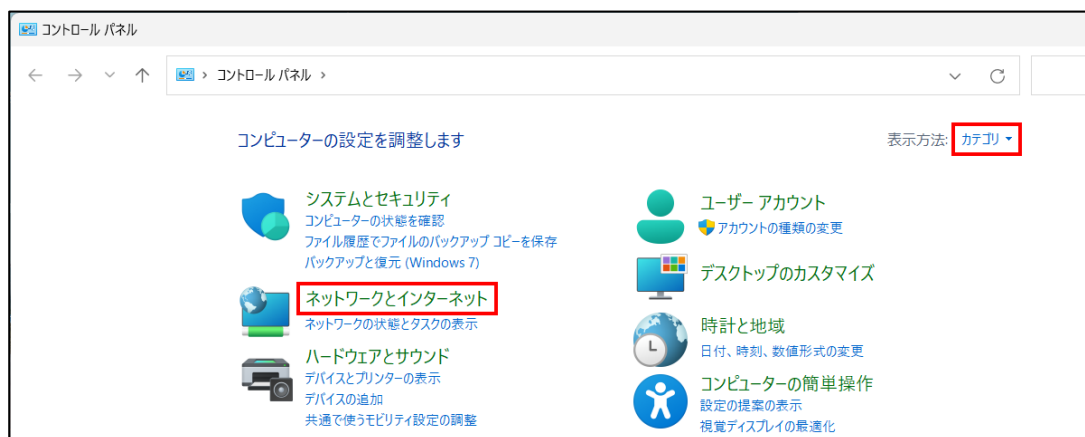 コントロール パネル
コントロール パネル
コンピューターの設定を調整します
表示方法: カテゴリ
システムとセキュリティ
コンピューターの状態を確認
ファイル履歴でファイルのバックアップ コピーを保存
バックアップと復元 (Windows 7)
ネットワークとインターネット
ネットワークの状態とタスクの表示
ハードウェアとサウンド
デバイスとプリンターの表示
デバイスの追加
共通で使うモビリティ設定の調整
ユーザー アカウント
アカウントの種類の変更
デスクトップのカスタマイズ
時計と地域
日付、時刻、数値形式の変更
コンピューターの簡単操作
設定の提案の表示
視覚ディスプレイの最適化